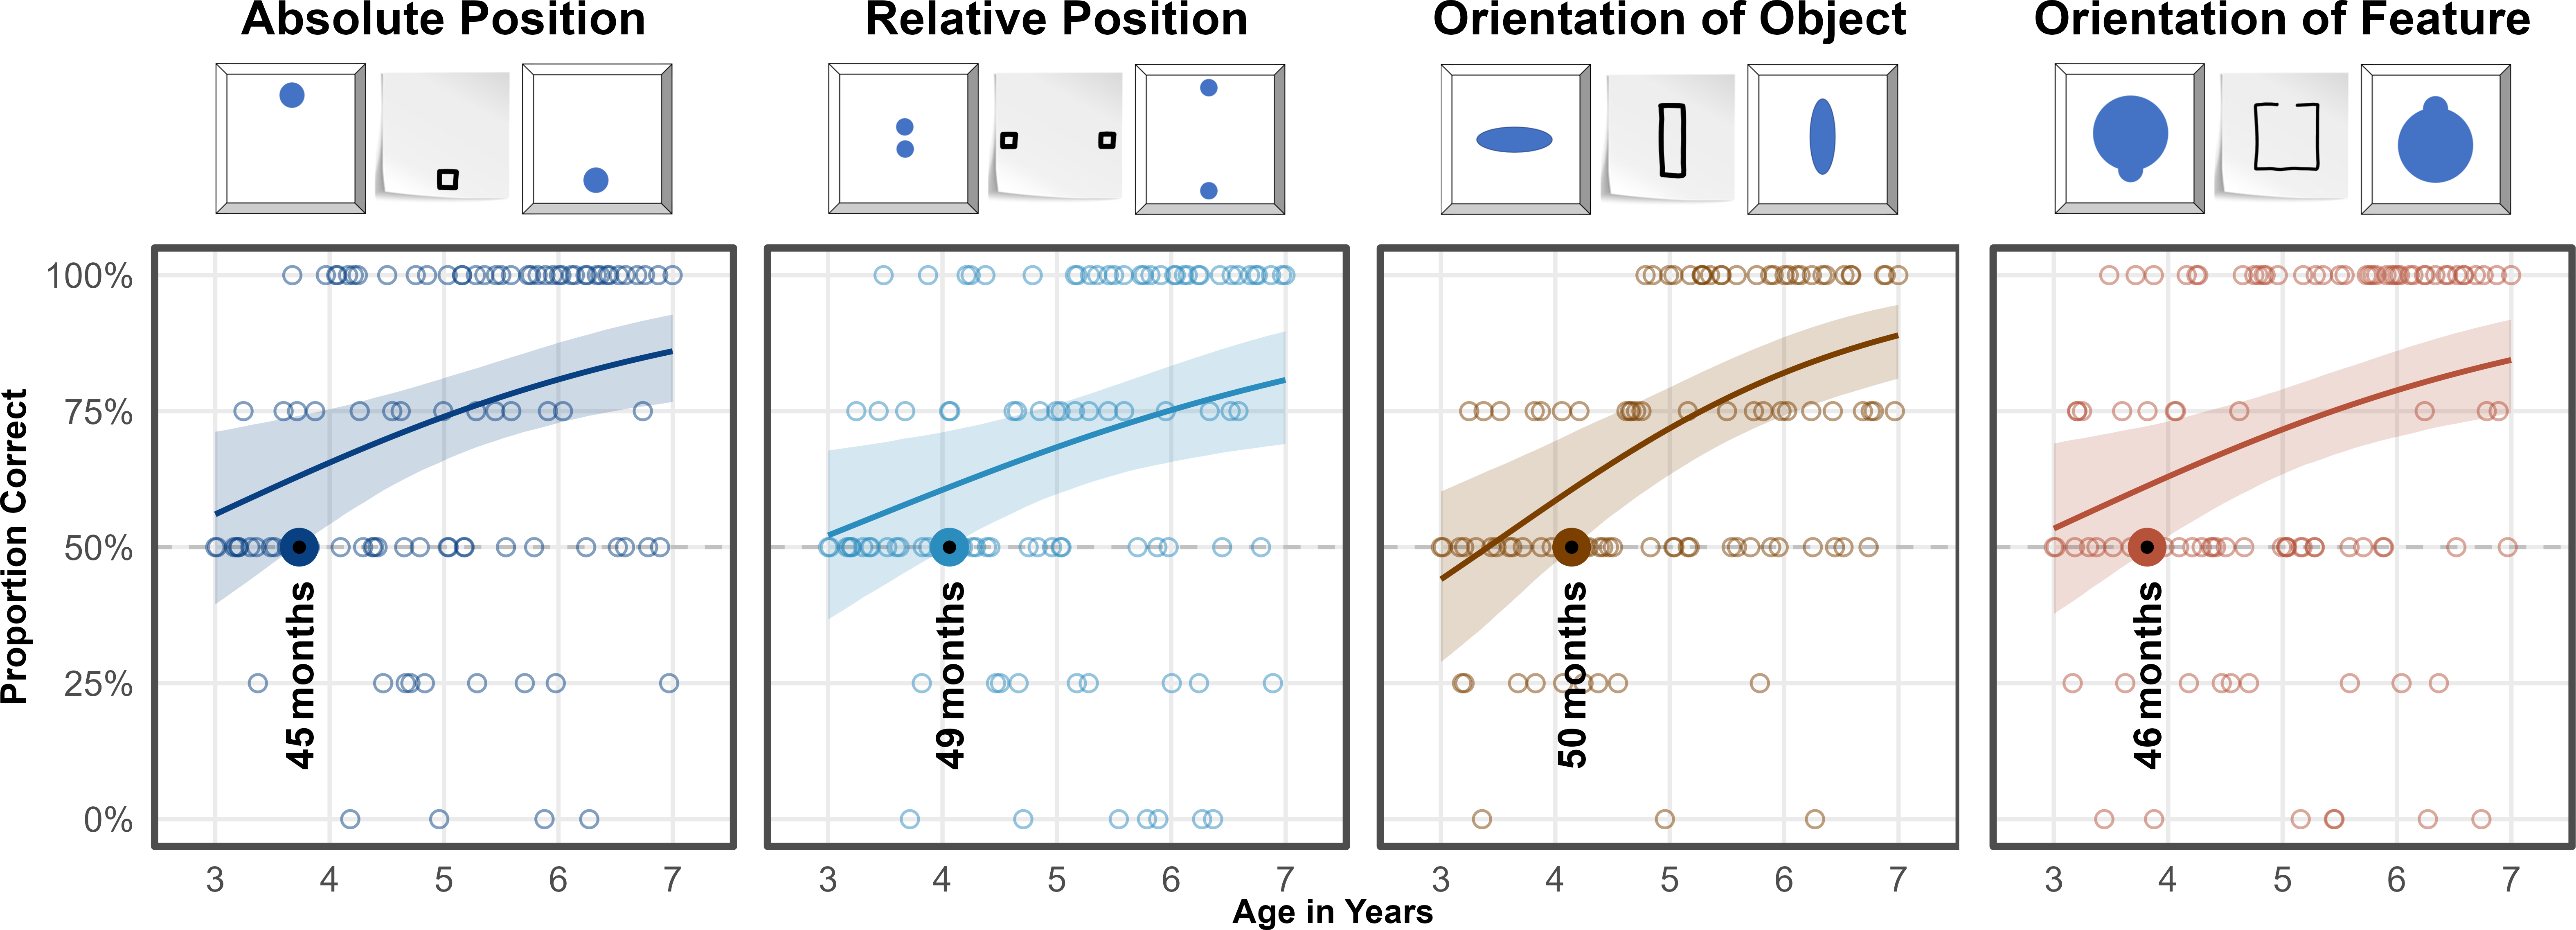 Absolute Position
Relative Position
Orientation of Object
Orientation of Feature
Proportion Correct
100%
75%
50%
25%
0%
45 months
49 months
50 months
46 months
3 4 5 6 7
3 4 5 6 7
3 4 5 6 7
3 4 5 6 7
Age in Years